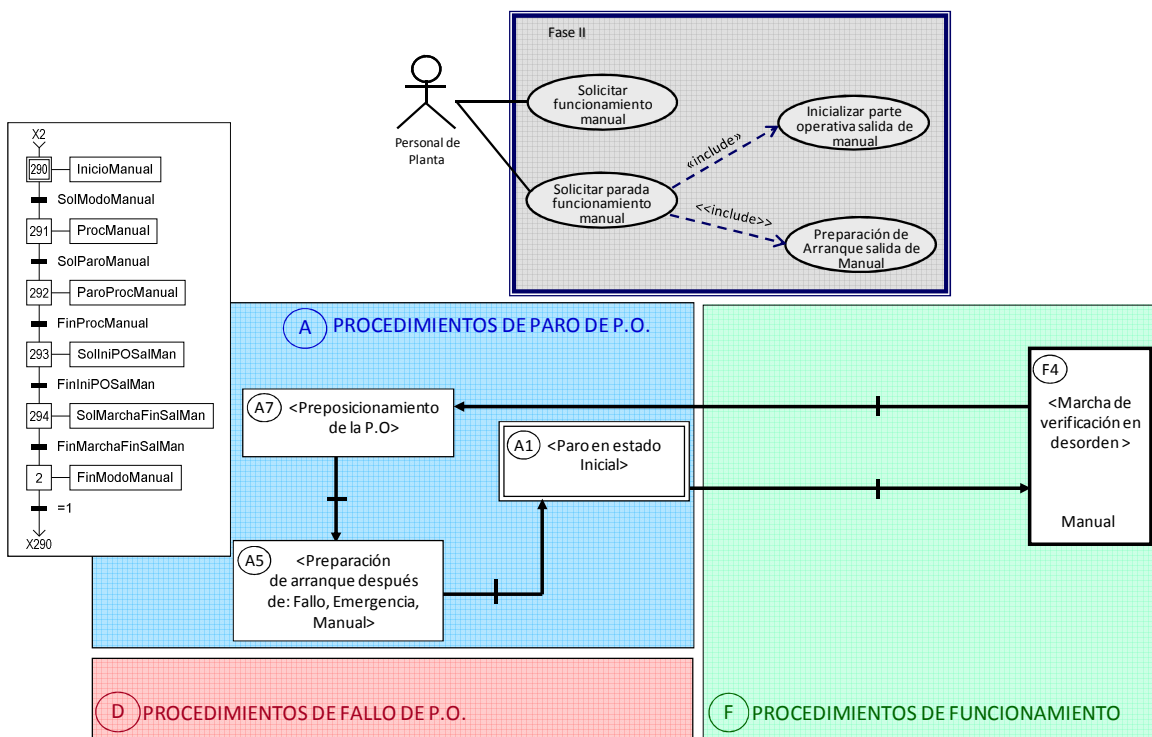 Fase II
Solicitar
funcionamiento
manual
Inicializar parte
operativa salida de
manual
«include»
Personal de
Planta
Solicitar parada
funcionamiento
manual
<<include>>
Preparación de
Arranque salida de
Manual
X2
290
InicioManual
SolModoManual
291
ProcManual
SolParoManual
292
ParoProcManual
FinProcManual
293
SolIniPOSalMan
FinIniPOSalMan
294
SolMarchaFinSalMan
FinMarchaFinSalMan
2
FinModoManual
=1
X290
A
PROCEDIMIENTOS DE PARO DE P.O.
A7
<Preposicionamiento
de la P.O>
A1
<Paro en estado
Inicial>
A5
<Preparación
de arranque después
de: Fallo, Emergencia,
Manual>
F4
<Marcha de
verificación en
desorden >
Manual
D
PROCEDIMIENTOS DE FALLO DE P.O.
F
PROCEDIMIENTOS DE FUNCIONAMIENTO